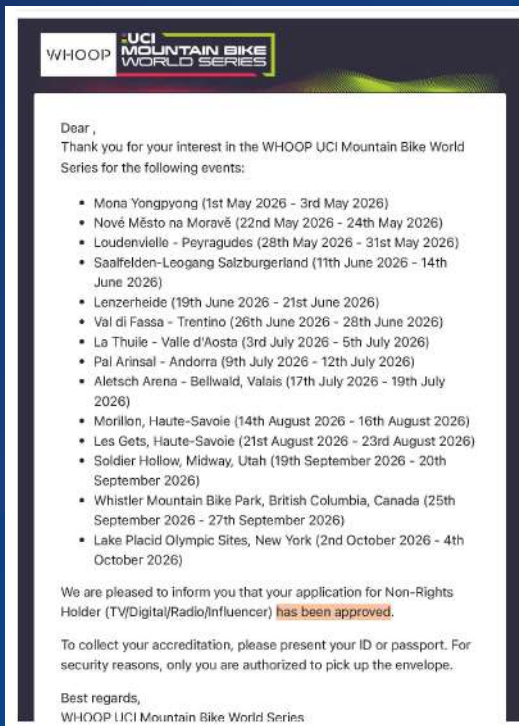 WHOOP
UCI
MOUNTAIN BIKE
WORLD SERIES
Dear ,
Thank you for your interest in the WHOOP UCI Mountain Bike World
Series for the following events:
• Mona Yongpyong (1st May 2026 - 3rd May 2026)
• Nové Město na Moravě (22nd May 2026 - 24th May 2026)
• Loudenvielle - Peyragudes (28th May 2026 - 31st May 2026)
• Saalfelden-Leogang Salzburgerland (11th June 2026 - 14th
June 2026)
• Lenzerheide (19th June 2026 - 21st June 2026)
• Val di Fassa - Trentino (26th June 2026 - 28th June 2026)
• La Thuile - Valle d'Aosta (3rd July 2026 - 5th July 2026)
• Pal Arinsal - Andorra (9th July 2026 - 12th July 2026)
• Aletsch Arena - Bellwald, Valais (17th July 2026 - 19th July
2026)
• Morillon, Haute-Savoie (14th August 2026 - 16th August 2026)
• Les Gets, Haute-Savoie (21st August 2026 - 23rd August 2026)
• Soldier Hollow, Midway, Utah (19th September 2026 - 20th
September 2026)
• Whistler Mountain Bike Park, British Columbia, Canada (25th
September 2026 - 27th September 2026)
• Lake Placid Olympic Sites, New York (2nd October 2026 - 4th
October 2026)
We are pleased to inform you that your application for Non-Rights
Holder (TV/Digital/Radio/Influencer) has been approved.
To collect your accreditation, please present your ID or passport. For
security reasons, only you are authorized to pick up the envelope.
Best regards,
WHOOP UCI Mountain Bike World Series